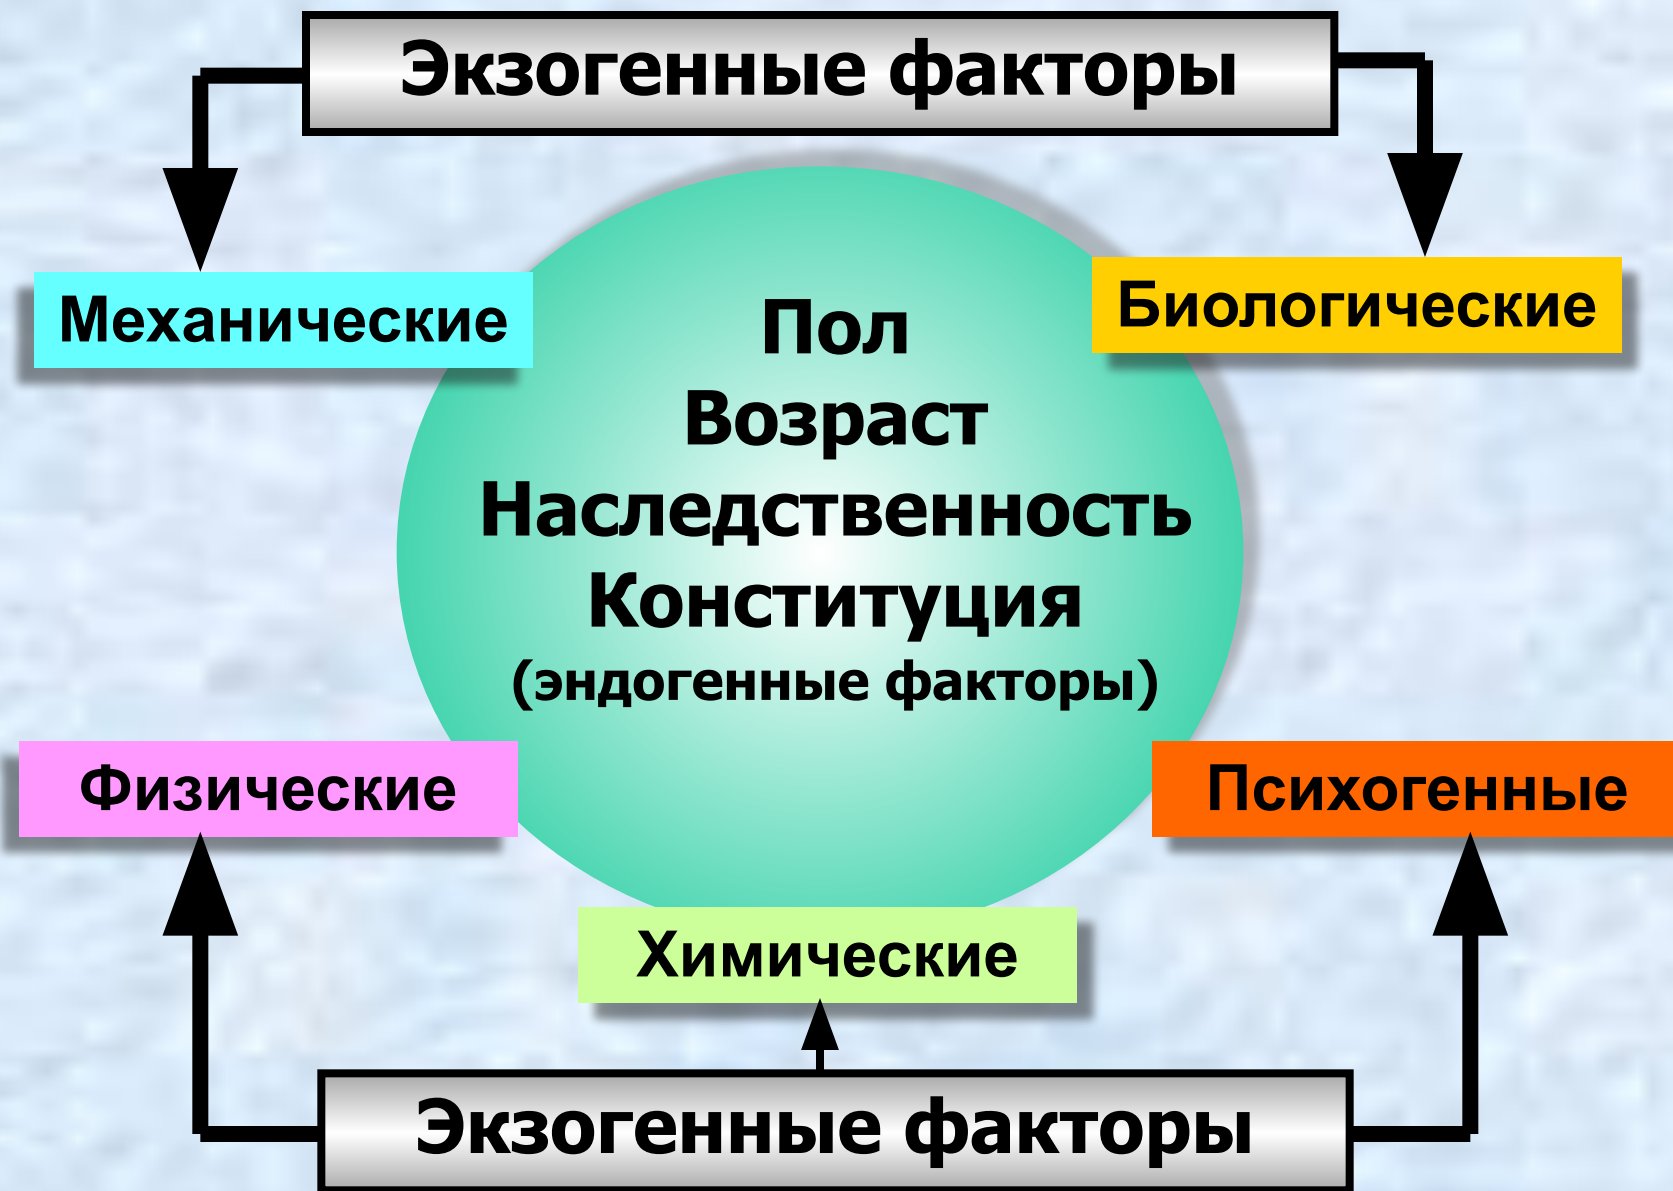 Экзогенные факторы
Механические
Биологические
Пол
Возраст
Наследственность
Конституция
(эндогенные факторы)
Физические
Психогенные
Химические
Экзогенные факторы